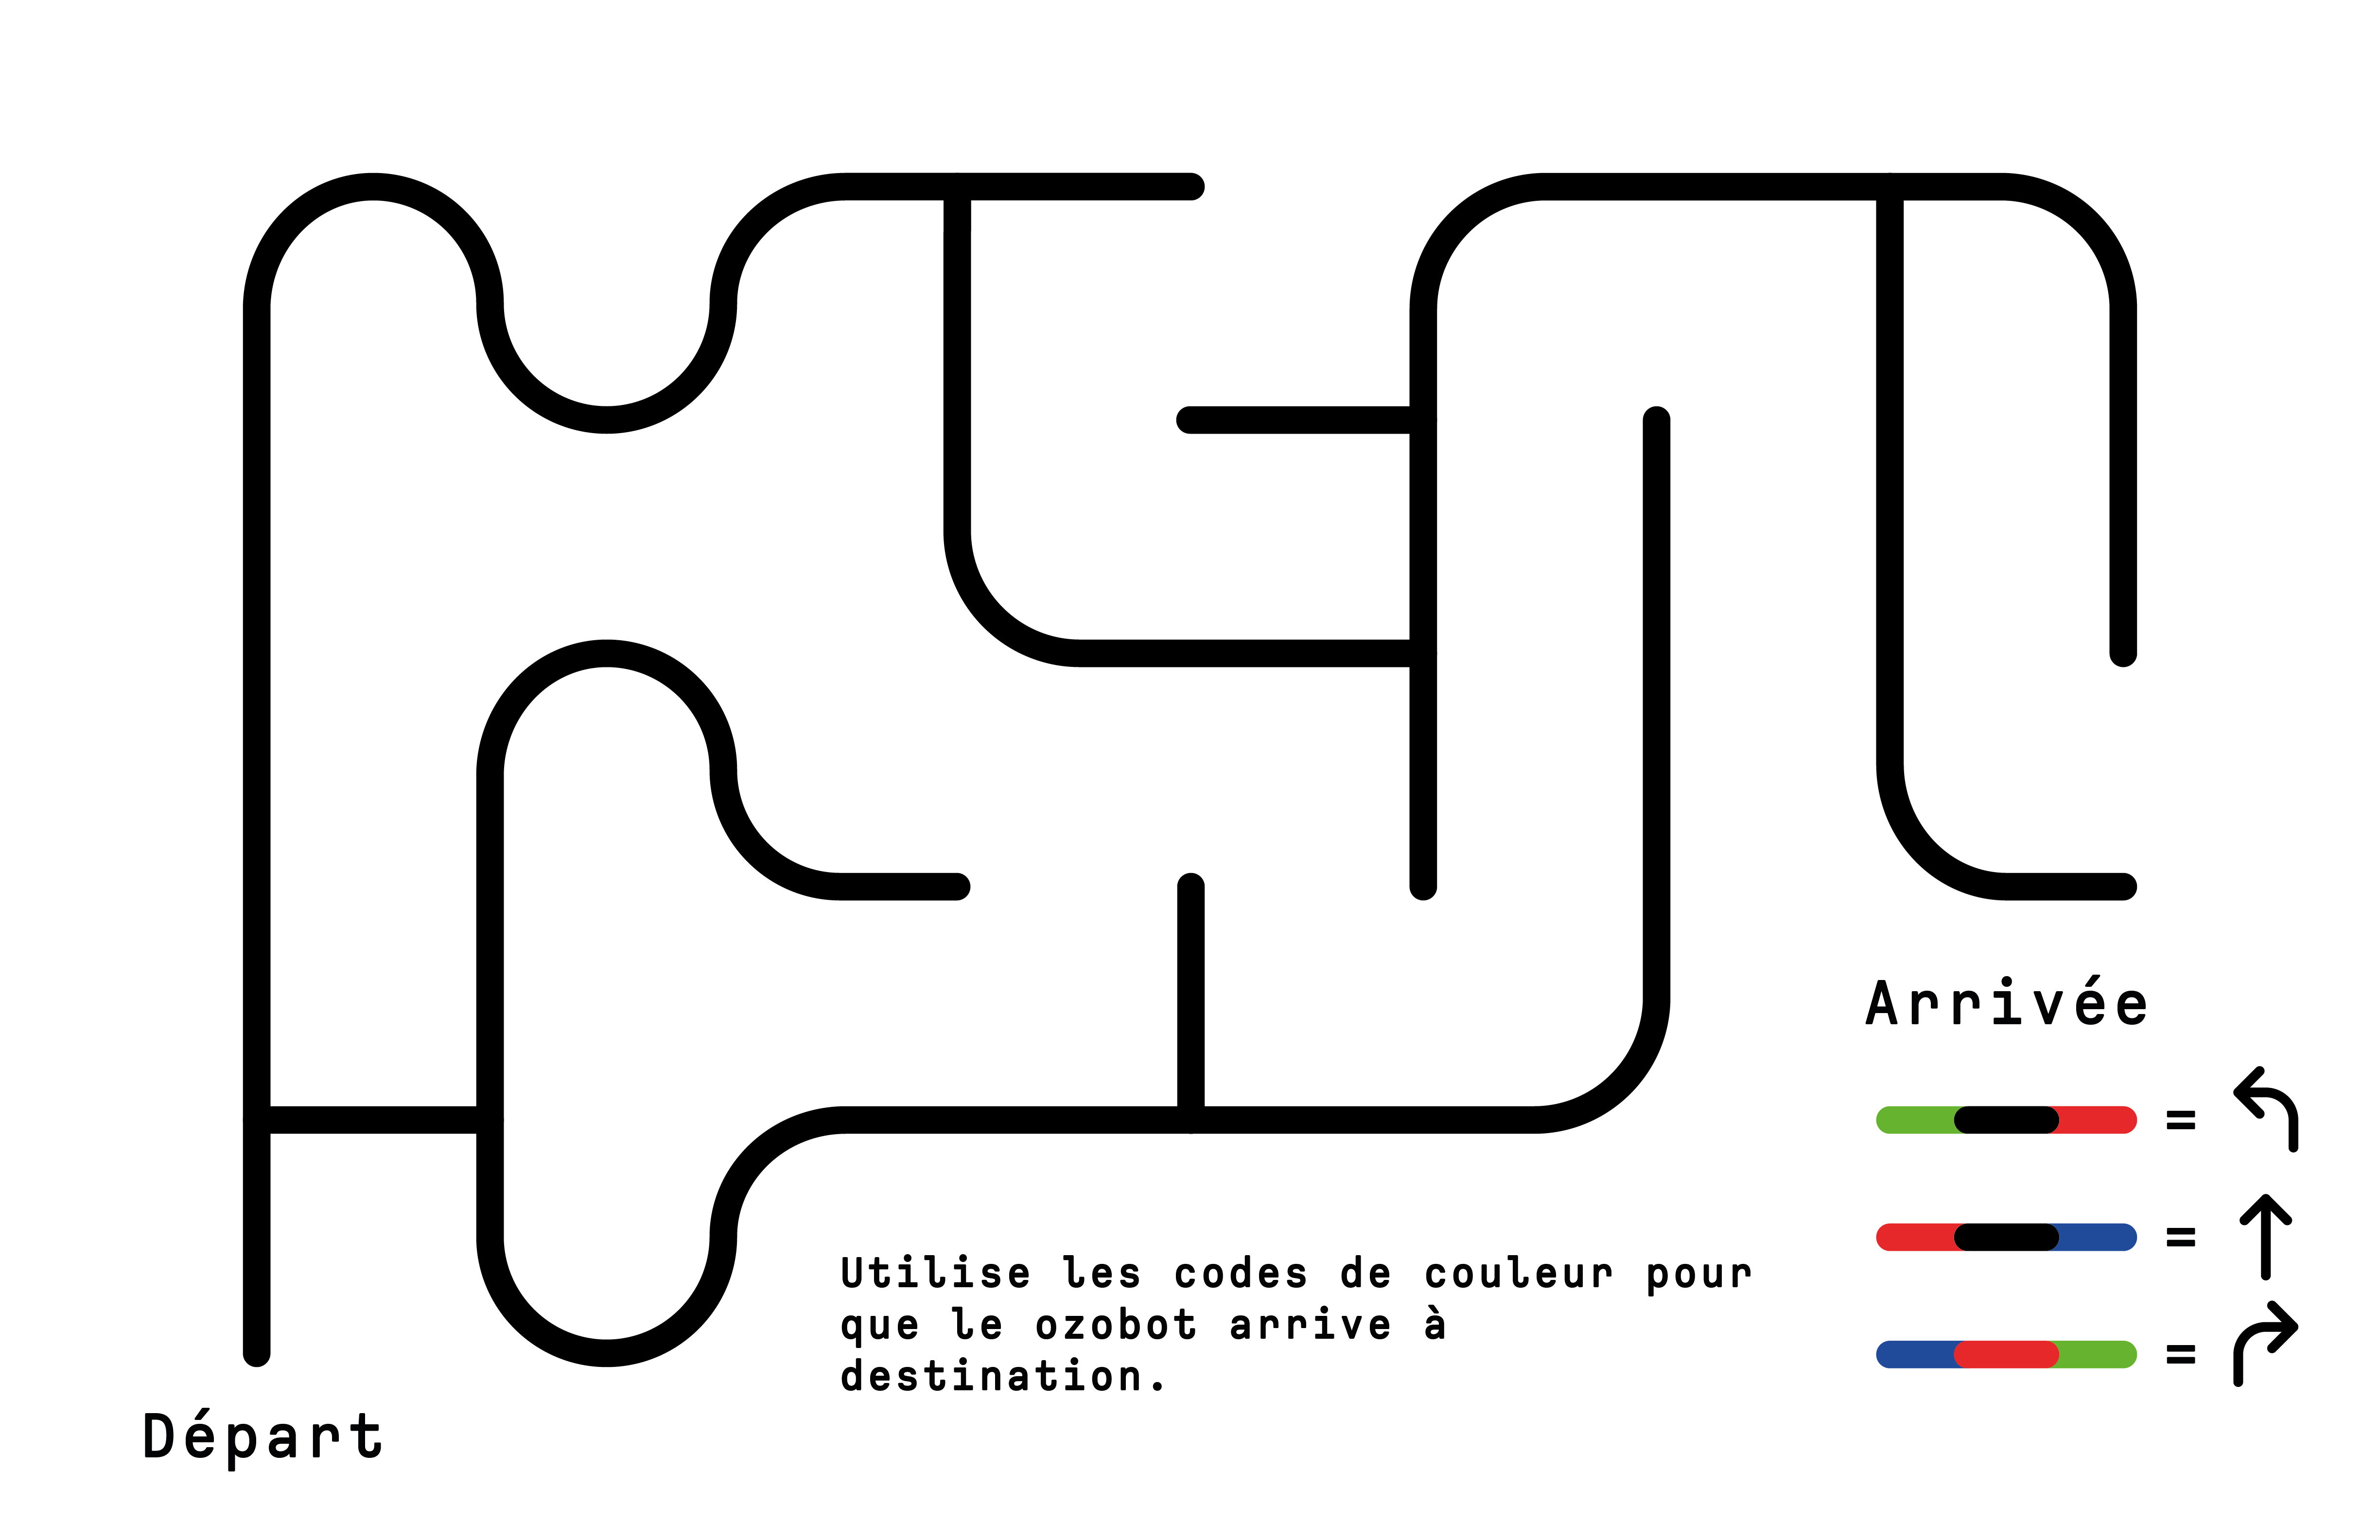 Arrivée
=
=
Utilise les codes de couleur pour
que le ozobot arrive à
destination.
=
Départ